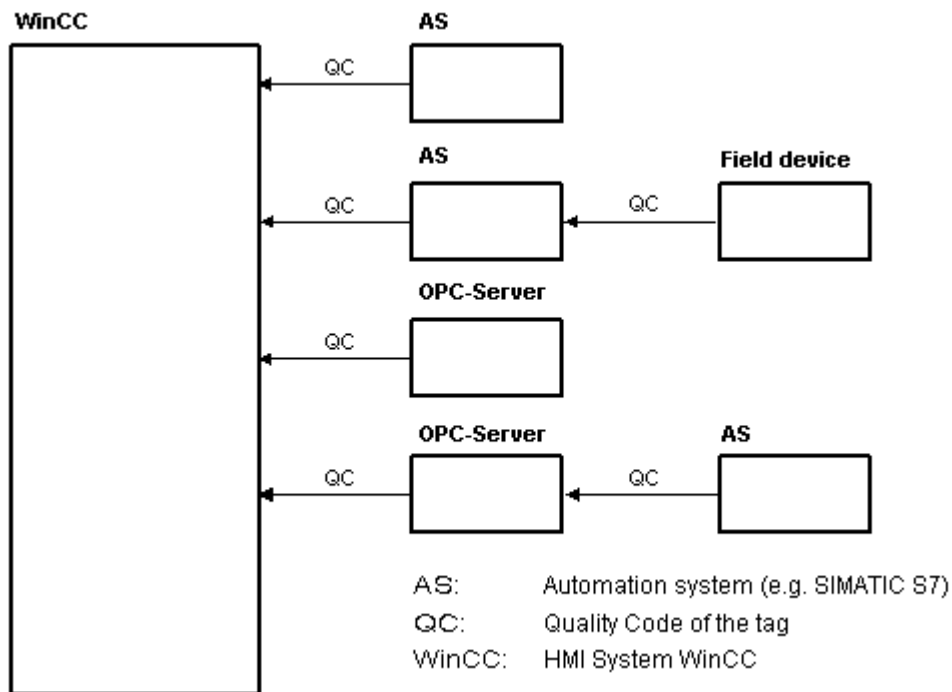 WinCC
AS
QC
AS
Field device
QC
QC
OPC-Server
QC
OPC-Server
AS
QC
QC
AS: Automation system (e.g. SIMATIC S7)
QC: Quality Code of the tag
WinCC: HMI System WinCC